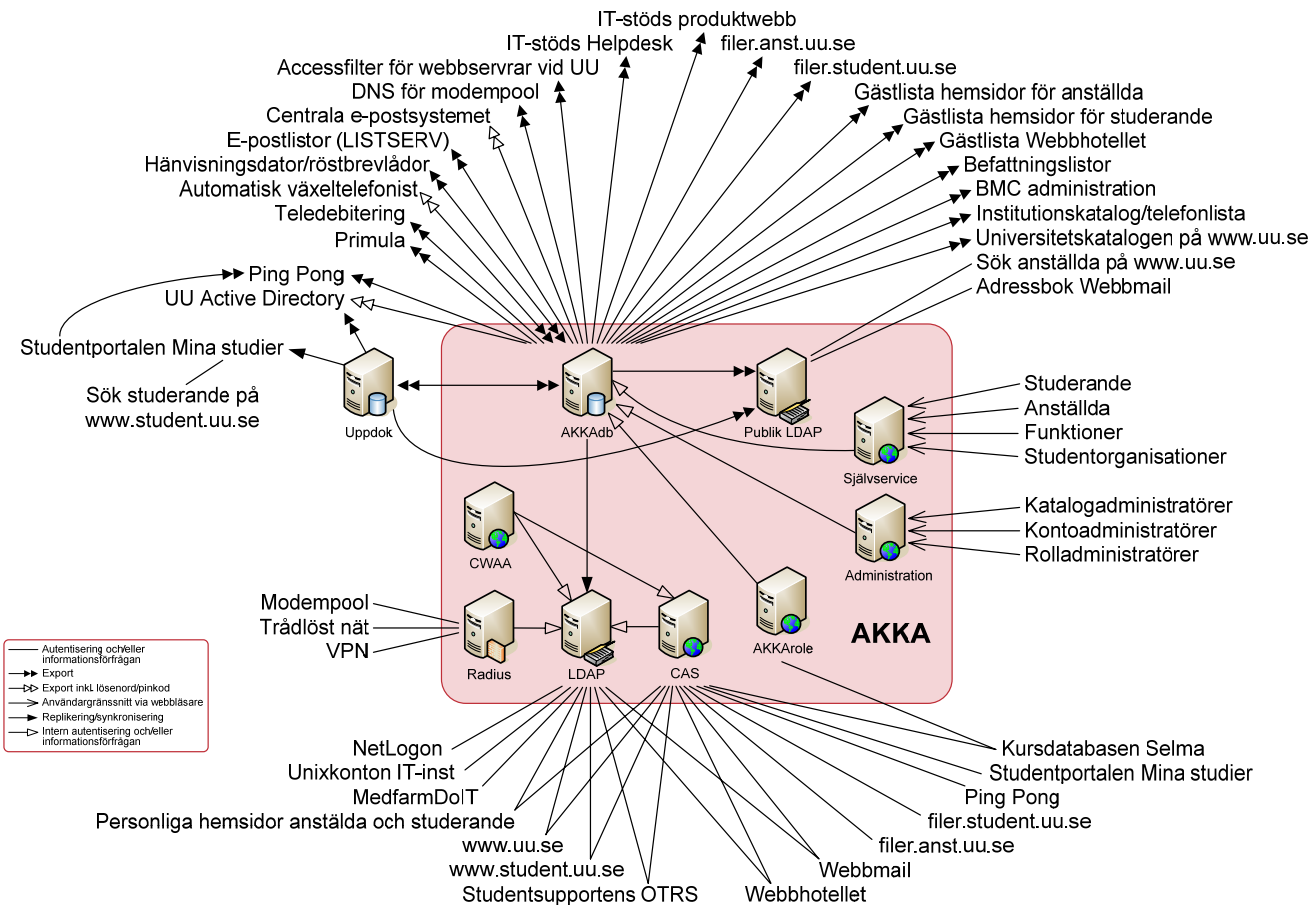 IT-stöds produktwebb
IT-stöds Helpdesk
filer.anst.uu.se
Accessfilter för webbservrar vid UU
filer.student.uu.se
DNS för modempool
Gästlista hemsidor för anställda
Centrala e-postsystemet
Gästlista hemsidor för studerande
E-postlistor (LISTSERV)
Gästlista Webbhotellet
Hänvisningsdator/röstbrevlådor
Befattningslistor
Automatisk växeltelefonist
BMC administration
Teledebitering
Institutionskatalog/telefonlista
Primula
Universitetskatalogen på www.uu.se
Ping Pong
Sök anställda på www.uu.se
UU Active Directory
Adressbok Webbmail
Studentportalen Mina studier
Sök studerande på
www.student.uu.se
Uppdok
AKKAdb
Publik LDAP
Studerande
Anställda
Funktioner
Studentorganisationer
Självservice
Katalogadministratörer
Kontoadministratörer
Rolladministratörer
Administration
CWAA
Modempool
Trådlöst nät
VPN
Radius
LDAP
CAS
AKKArole
AKKA
Autentisering och/eller
informationsförfrågan
Export
Export inkl. lösenord/pinkod
Användargränssnitt via webbläsare
Replikering/synkronisering
Intern autentisering och/eller
informationsförfrågan
NetLogon
Unixkonton IT-inst
MedfarmDoIT
Personliga hemsidor anstälda och studerande
www.uu.se
www.student.uu.se
Studentsupportens OTRS
Kursdatabasen Selma
Studentportalen Mina studier
Ping Pong
filer.student.uu.se
filer.anst.uu.se
Webbmail
Webbhotellet